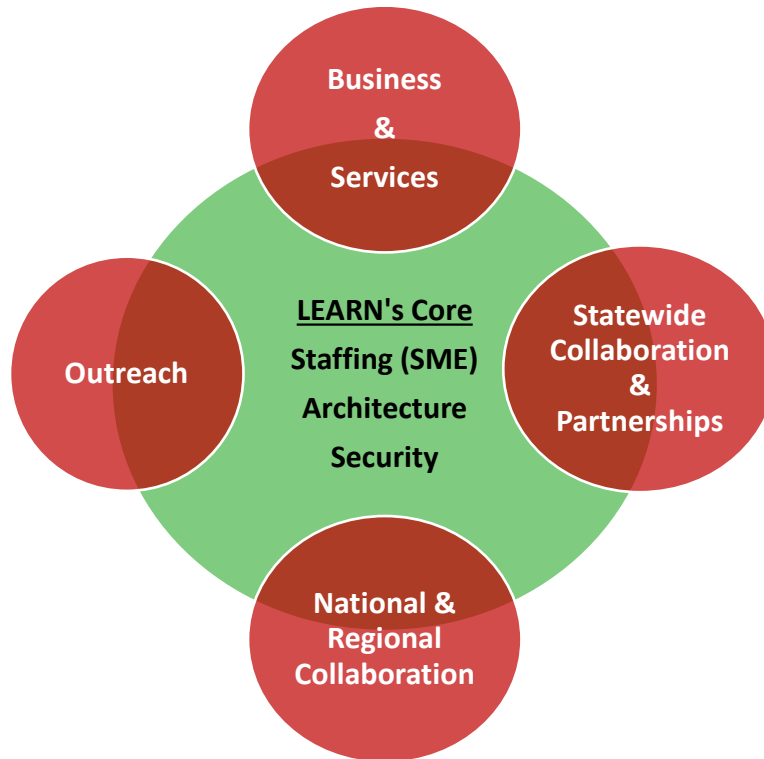 Business
&
Services
LEARN's Core
Staffing (SME)
Architecture
Security
Outreach
Statewide
Collaboration
&
Partnerships
National &
Regional
Collaboration